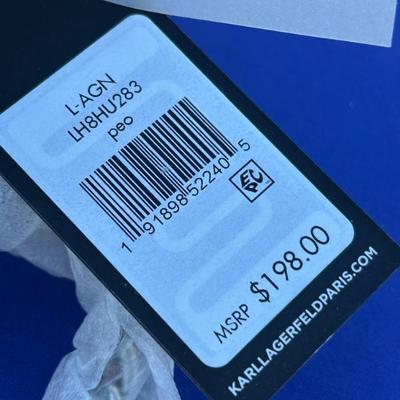 L-AGN
LH8HU283
peo
1 91898 52240 5
MSRP $198.00
KARLLAGERFELDPARIS.COM